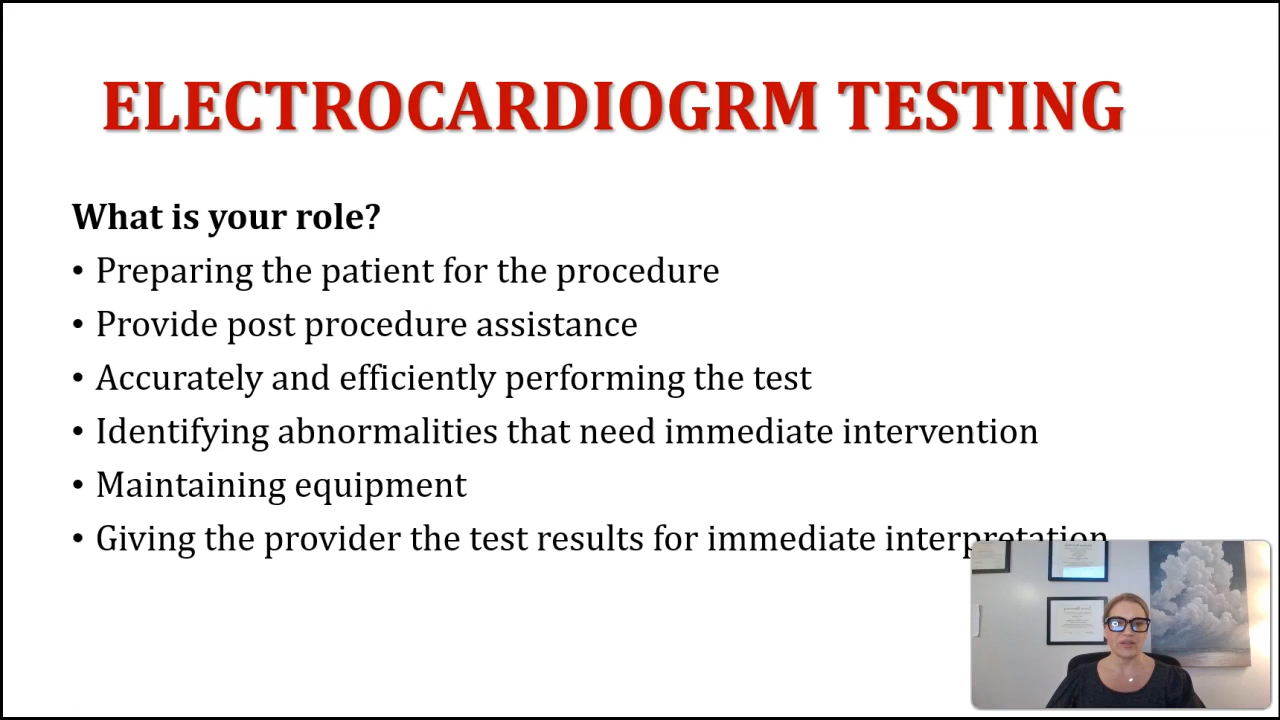 ELECTROCARDIOGRM TESTING
What is your role?
• Preparing the patient for the procedure
• Provide post procedure assistance
• Accurately and efficiently performing the test
• Identifying abnormalities that need immediate intervention
• Maintaining equipment
• Giving the provider the test results for immediate interpretation